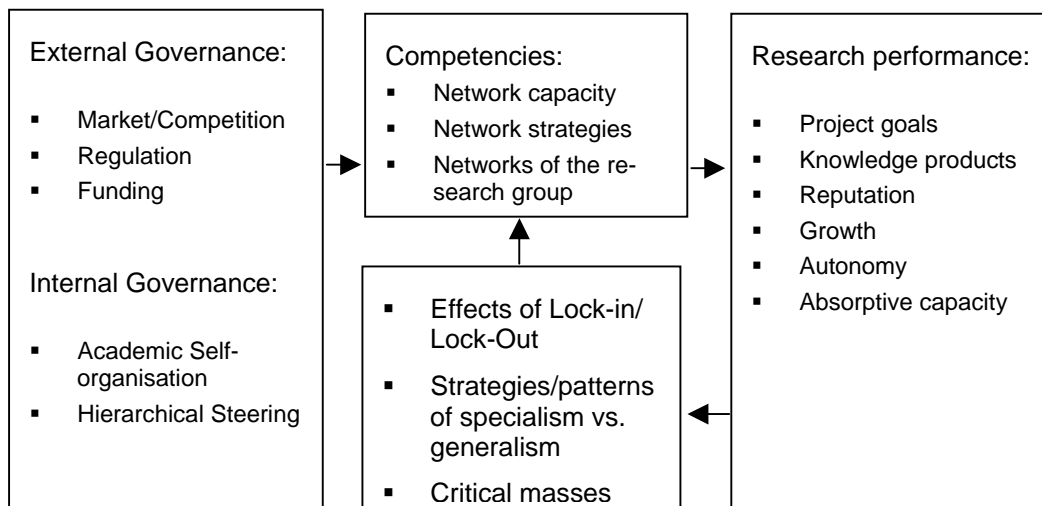 External Governance:
▪ Market/Competition
▪ Regulation
▪ Funding
Internal Governance:
▪ Academic Self-
organisation
▪ Hierarchical Steering
Competencies:
▪ Network capacity
▪ Network strategies
▪ Networks of the re-
search group
▪ Effects of Lock-in/
Lock-Out
▪ Strategies/patterns
of specialism vs.
generalism
▪ Critical masses
Research performance:
▪ Project goals
▪ Knowledge products
▪ Reputation
▪ Growth
▪ Autonomy
▪ Absorptive capacity